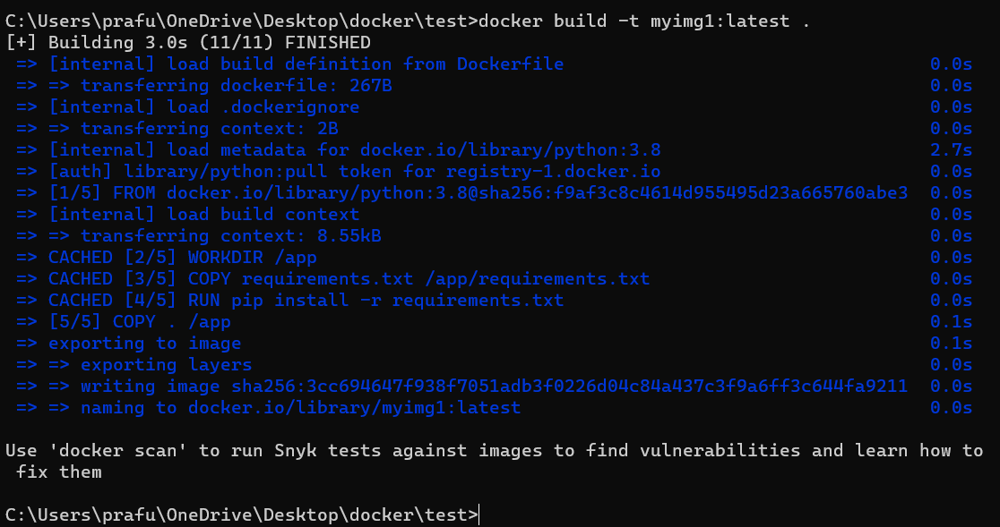 C:\Users\prafu\OneDrive\Desktop\docker\test>docker build -t myimg1:latest .
[+] Building 3.0s (11/11) FINISHED
=> [internal] load build definition from Dockerfile 0.0s
=> => transferring dockerfile: 267B 0.0s
=> [internal] load .dockerignore 0.0s
=> => transferring context: 2B 0.0s
=> [internal] load metadata for docker.io/library/python:3.8 2.7s
=> [auth] library/python:pull token for registry-1.docker.io 0.0s
=> [1/5] FROM docker.io/library/python:3.8@sha256:f9af3c8c4614d955495d23a665760abe3 0.0s
=> [internal] load build context 0.0s
=> => transferring context: 8.55kB 0.0s
=> CACHED [2/5] WORKDIR /app 0.0s
=> CACHED [3/5] COPY requirements.txt /app/requirements.txt 0.0s
=> CACHED [4/5] RUN pip install -r requirements.txt 0.0s
=> [5/5] COPY . /app 0.1s
=> exporting to image 0.1s
=> => exporting layers 0.0s
=> => writing image sha256:3cc694647f938f7051adb3f0226d04c84a437c3f9a6ff3c644fa9211 0.0s
=> => naming to docker.io/library/myimg1:latest 0.0s
Use 'docker scan' to run Snyk tests against images to find vulnerabilities and learn how to
fix them
C:\Users\prafu\OneDrive\Desktop\docker\test>